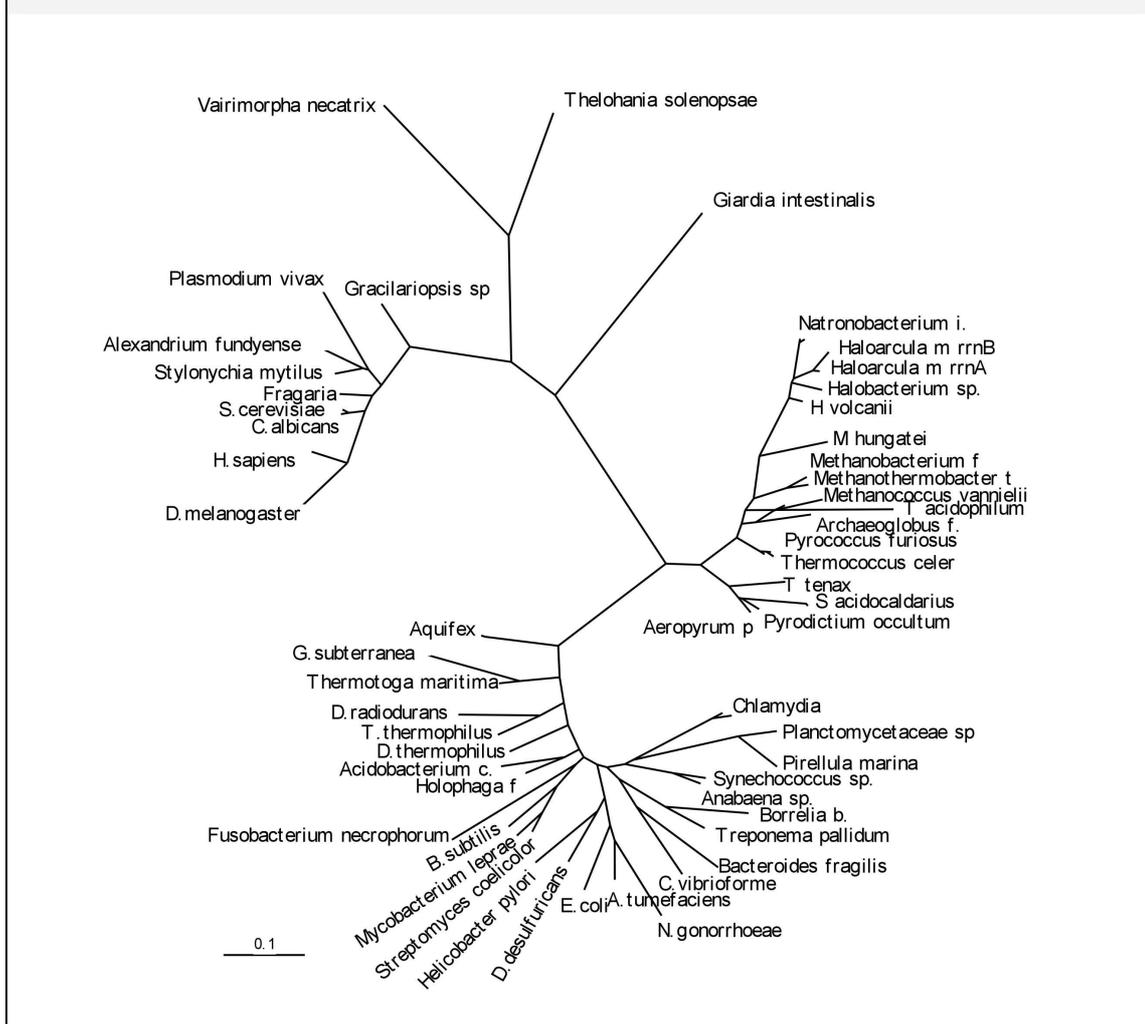 Vairimorpha necatrix
Thelohania solenopsae
Giardia intestinalis
Plasmodium vivax
Gracilariopsis sp
Alexandrium fundyense
Stylonychia mytilus
Fragaria
S. cerevisiae
C. albicans
H. sapiens
D. melanogaster
Natronobacterium i.
Haloarcula m rrnB
Haloarcula m rrnA
Halobacterium sp.
H volcanii
M hungatei
Methanobacterium f
Methanothermobacter t
Methanococcus vannielii
T acidophilum
Archaeoglobus f.
Pyrococcus furiosus
Thermococcus celer
T tenax
S acidocaldarius
Pyrodictium occultum
Aeropyrum p
Aquifex
G. subterranea
Thermotoga maritima
D. radiodurans
T. thermophilus
D. thermophilus
Acidobacterium c.
Holophaga f
Fusobacterium necrophorum
B. subtilis
Mycobacterium leprae
Streptomyces coelicolor
Helicobacter pylori
D. desulfuricans
E. coli
A. tumefaciens
N. gonorrhoeae
C. vibrioforme
Bacteroides fragilis
Treponema pallidum
Borrelia b.
Anabaena sp.
Synechococcus sp.
Pirellula marina
Planctomycetaceae sp
Chlamydia
0.1